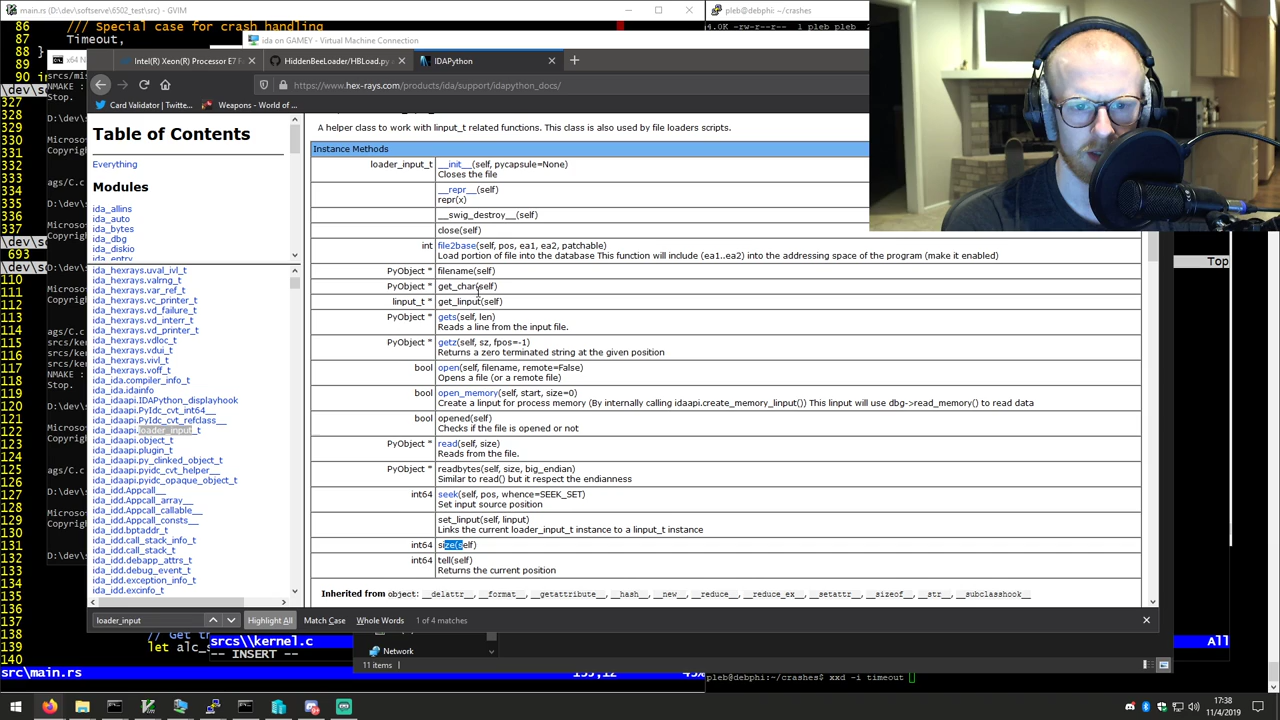 main.rs (D:\dev\softserve\6502_test\src) - GVIM
pleb@debphi: ~/crashes
86 /// Special case for crash handling
87 Timeout,
88 }
ida on GAMEY - Virtual Machine Connection
Intel(R) Xeon(R) Processor E7 F
HiddenBeeLoader/HBLoad.py
IDAPython
https://www.hex-rays.com/products/ida/support/idapython_docs/
Card Validator | Twitte...
Weapons - World of ...
Table of Contents
Everything
Modules
ida_allins
ida_auto
ida_bytes
ida_dbg
ida_diskio
ida_entry
ida_hexrays.uval_ivl_t
ida_hexrays.valrng_t
ida_hexrays.var_ref_t
ida_hexrays.vc_printer_t
ida_hexrays.vd_failure_t
ida_hexrays.vd_interr_t
ida_hexrays.vd_printer_t
ida_hexrays.vdloc_t
ida_hexrays.vdui_t
ida_hexrays.vivl_t
ida_hexrays.voff_t
ida_ida.compiler_info_t
ida_ida.idainfo
ida_idaapi.IDAPython_displayhook
ida_idaapi.PyIdc_cvt_int64__
ida_idaapi.PyIdc_cvt_refclass__
ida_idaapi.loader_input_t
ida_idaapi.object_t
ida_idaapi.plugin_t
ida_idaapi.py_clinked_object_t
ida_idaapi.pyidc_cvt_helper__
ida_idaapi.pyidc_opaque_object_t
ida_idd.Appcall__
ida_idd.Appcall_array__
ida_idd.Appcall_callable__
ida_idd.Appcall_consts__
ida_idd.bptaddr_t
ida_idd.call_stack_info_t
ida_idd.call_stack_t
ida_idd.debapp_attrs_t
ida_idd.debug_event_t
ida_idd.exception_info_t
ida_idd.excinfo_t
A helper class to work with linput_t related functions. This class is also used by file loaders scripts.
Instance Methods
loader_input_t __init__(self, pycapsule=None)
Closes the file
__repr__(self)
repr(x)
__swig_destroy__(self)
close(self)
int file2base(self, pos, ea1, ea2, patchable)
Load portion of file into the database This function will include (ea1..ea2) into the addressing space of the program (make it enabled)
PyObject * filename(self)
PyObject * get_char(self)
linput_t * get_linput(self)
PyObject * gets(self, len)
Reads a line from the input file.
PyObject * getz(self, sz, fpos=-1)
Returns a zero terminated string at the given position
bool open(self, filename, remote=False)
Opens a file (or a remote file)
bool open_memory(self, start, size=0)
Create a linput for process memory (By internally calling idaapi.create_memory_linput()) This linput will use dbg->read_memory() to read data
bool opened(self)
Checks if the file is opened or not
PyObject * read(self, size)
Reads from the file.
PyObject * readbytes(self, size, big_endian)
Similar to read() but it respect the endianness
int64 seek(self, pos, whence=SEEK_SET)
Set input source position
set_linput(self, linput)
Links the current loader_input_t instance to a linput_t instance
int64 size(self)
int64 tell(self)
Returns the current position
Inherited from object: __delattr__, __format__, __getattribute__, __hash__, __new__, __reduce__, __reduce_ex__, __setattr__, __sizeof__, __str__, __subclasshook__
loader_input
Highlight All
Match Case
Whole Words
1 of 4 matches
138 // Get th
139 let alc_s
140
srcs\\kernel.c
All
-- INSERT --
Network
11 items
src\main.rs
pleb@debphi:~/crashes$ xxd -i timeout
Top
17:38
11/4/2019